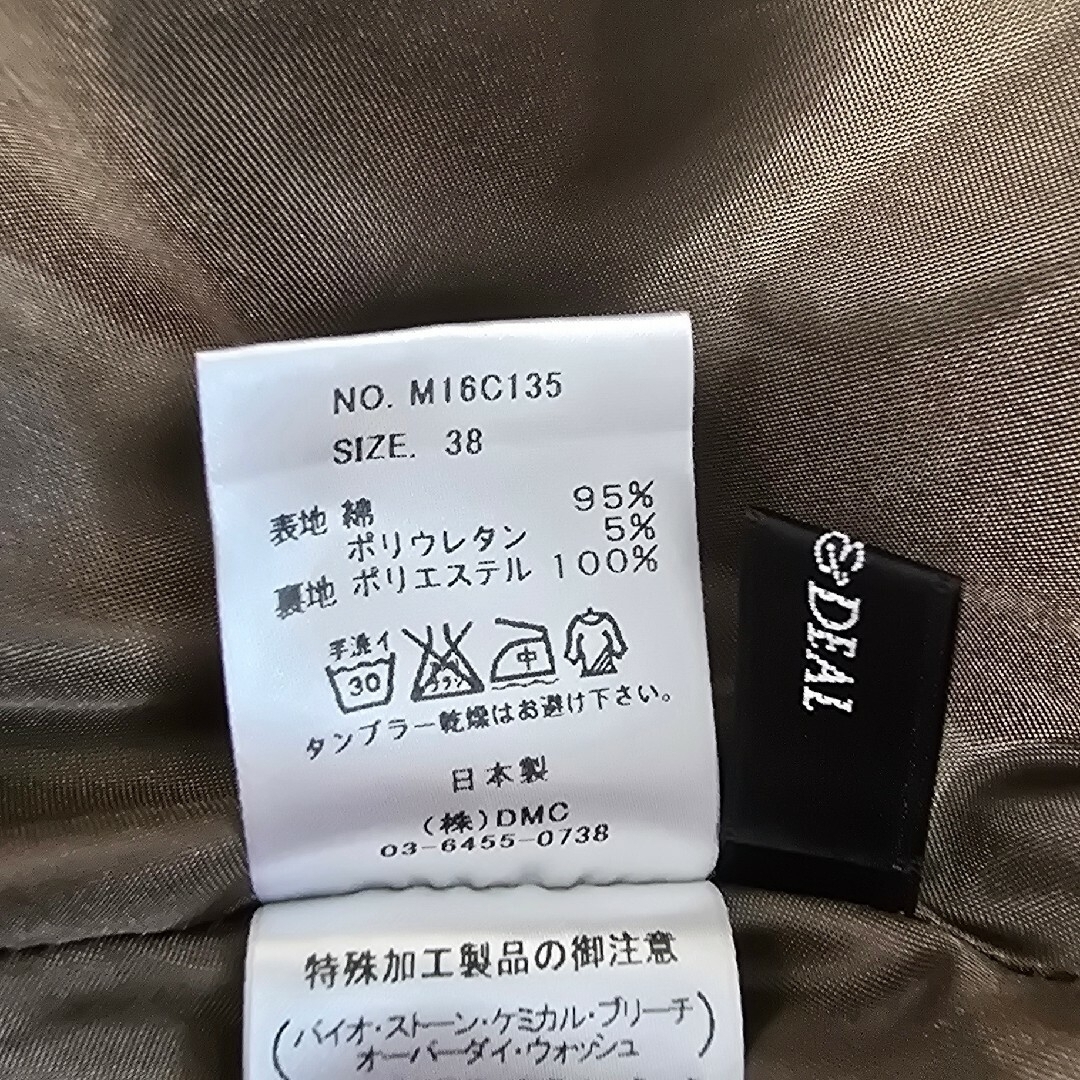 NO. M16C135
SIZE. 38
表地 綿 95%
ポリウレタン 5%
裏地 ポリエステル 100%
手洗イ
30
中
タンブラー乾燥はお避け下さい。
日本製
(株)DMC
03-6455-0738
& DEAL
特殊加工製品の御注意
(バイオ・ストーン・ケミカル・ブリーチ
オーバーダイ・ウォッシュ)